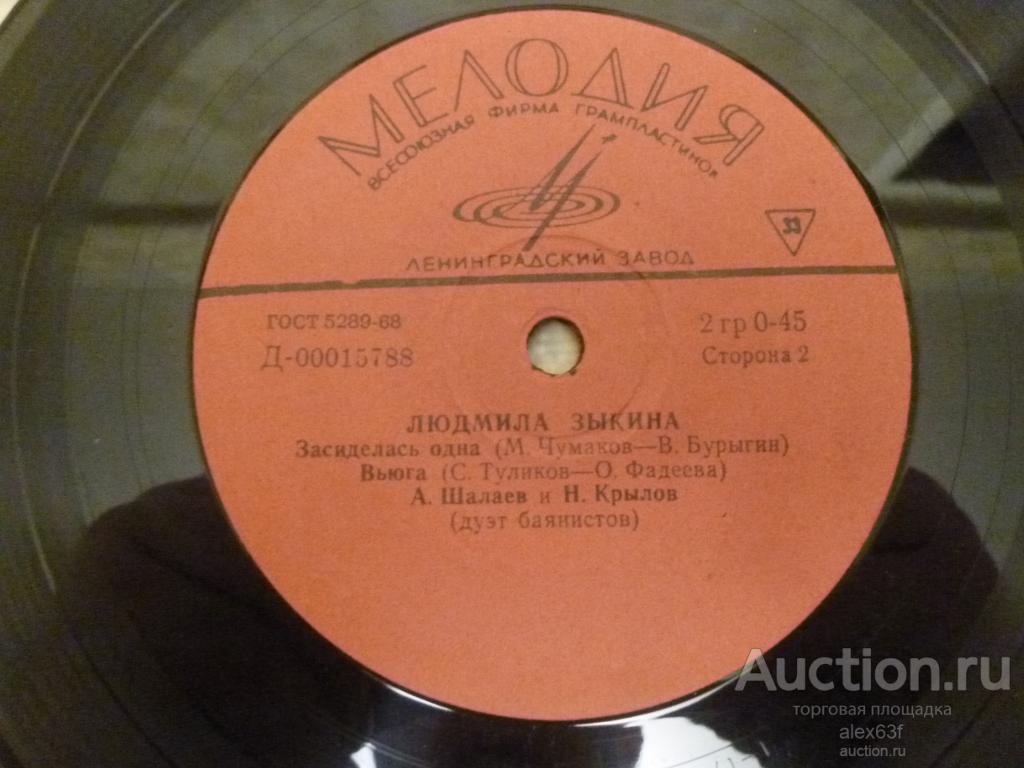 МЕЛОДИЯ
ВСЕСОЮЗНАЯ ФИРМА ГРАМПЛАСТИНОК
33
ЛЕНИНГРАДСКИЙ ЗАВОД
ГОСТ 5289-68
2 гр 0-45
Д-00015788
Сторона 2
ЛЮДМИЛА ЗЫКИНА
Засиделась одна (М. Чумаков—В. Бурыгин)
Вьюга (С. Туликов—О. Фадеева)
А. Шалаев и Н. Крылов
(дуэт баянистов)
Auction.ru
торговая площадка
alex63f
auction.ru